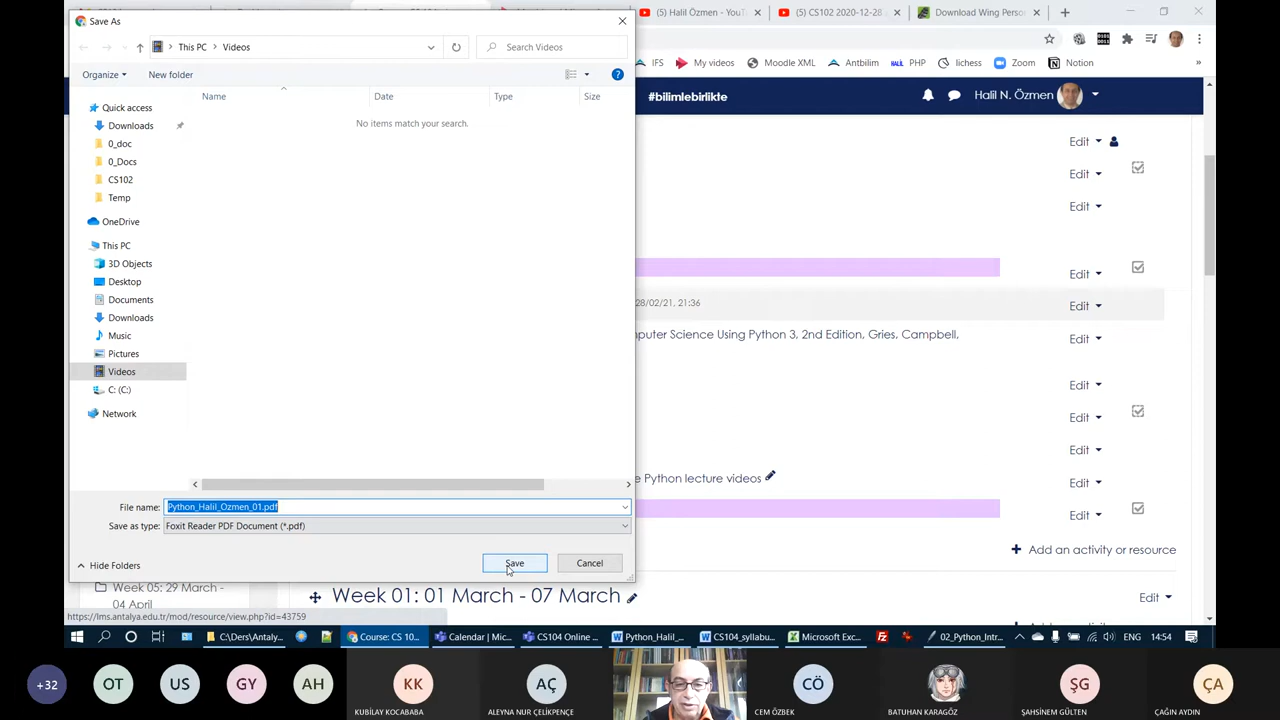 Save As
(5) Halil Özmen - YouT
(5) CS102 2020-12-28
Download Wing Perso
This PC
Videos
Search Videos
IFS
My videos
Moodle XML
Antbilim
PHP
lichess
Zoom
Notion
Organize
New folder
#bilimlebirlikte
Halil N. Özmen
Name
Date
Type
Size
No items match your search.
Quick access
Downloads
0_doc
0_Docs
CS102
Temp
OneDrive
This PC
3D Objects
Desktop
Documents
Downloads
Music
Pictures
Videos
C: (C:)
Network
Edit
Edit
Edit
Edit
28/02/21, 21:36
Edit
mputer Science Using Python 3, 2nd Edition, Gries, Campbell,
Edit
Edit
Edit
Edit
e Python lecture videos
Edit
Edit
File name:
Python_Halil_Ozmen_01.pdf
Save as type:
Foxit Reader PDF Document (*.pdf)
Hide Folders
Save
Cancel
Add an activity or resource
Week 05: 29 March -
04 April
Week 01: 01 March - 07 March
Edit
https://lms.antalya.edu.tr/mod/resource/view.php?id=43759
C:\Ders\Antaly...
Course: CS 10...
Calendar | Mic...
CS104 Online ...
Python_Halil_...
CS104_syllabu...
Microsoft Exc...
02_Python_Intr...
ENG
14:54
+32
OT
US
GY
AH
KK
AÇ
CÖ
ŞG
ÇA
KUBİLAY KOCABABA
ALEYNA NUR ÇELİKPENÇE
CEM ÖZBEK
BATUHAN KARAGÖZ
ŞAHSİNEM GÜLTEN
ÇAĞIN AYDIN